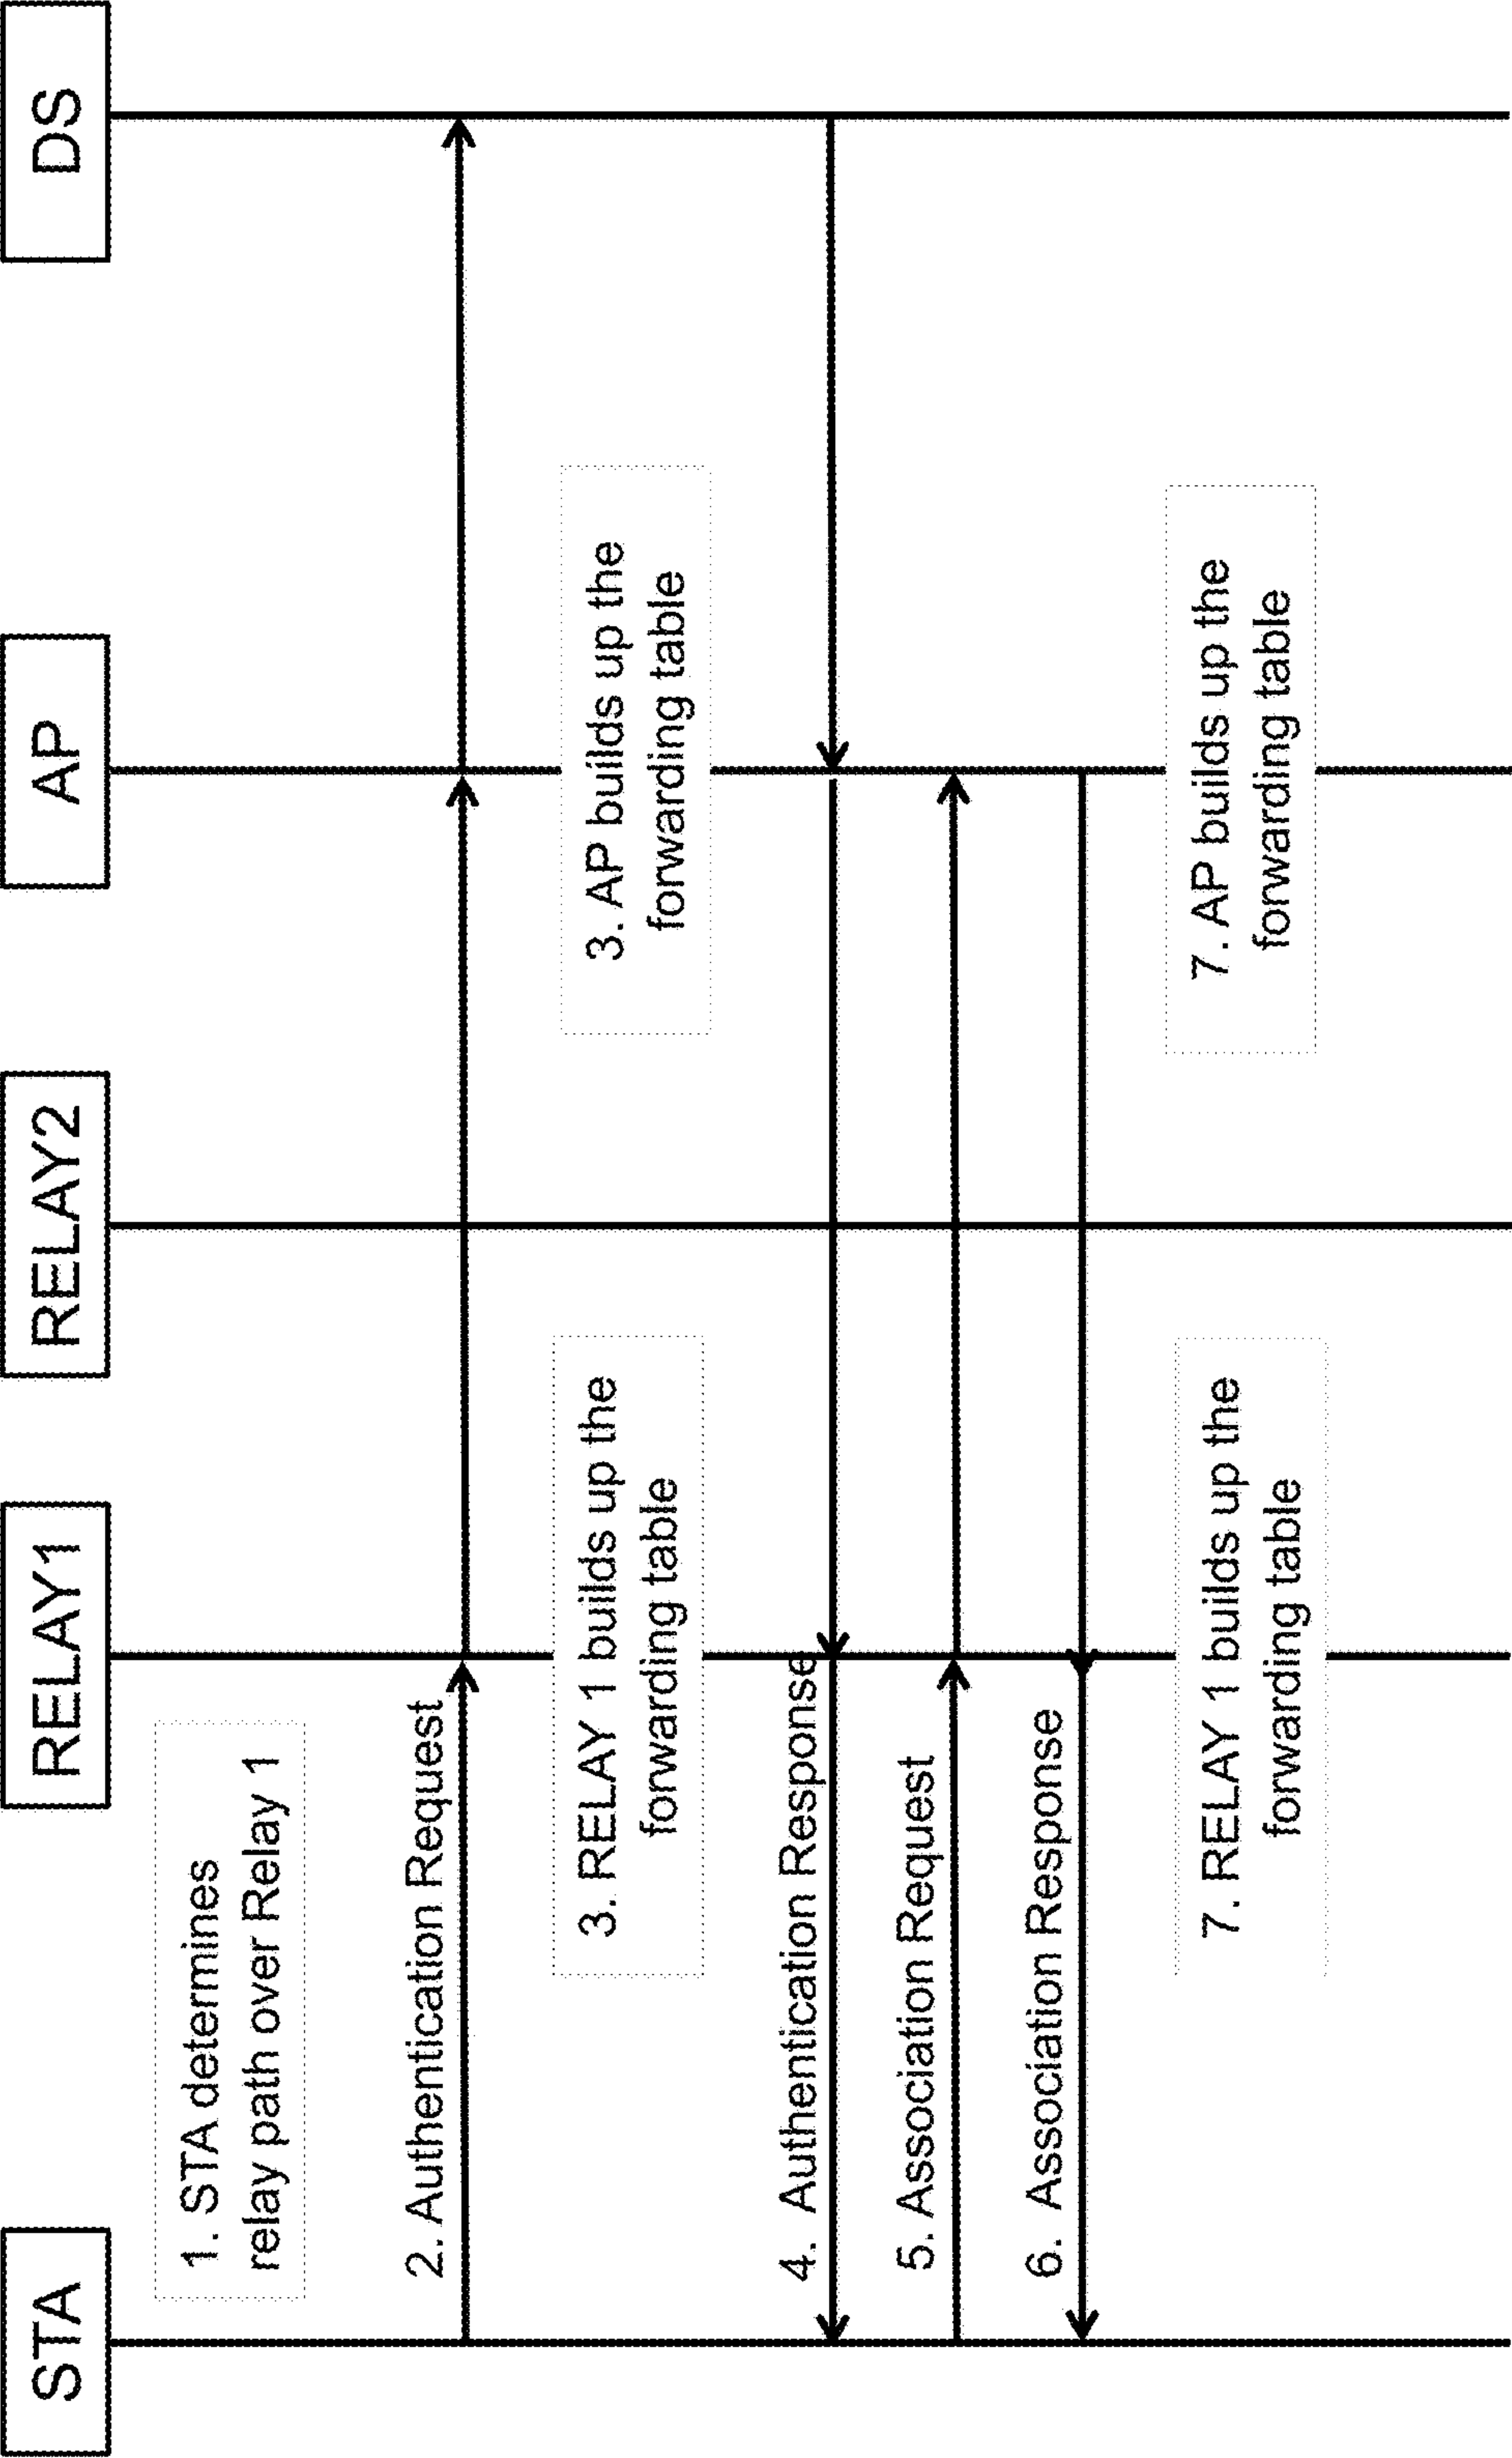 STA
RELAY1
RELAY2
AP
DS
1. STA determines
relay path over Relay 1
2. Authentication Request
3. RELAY 1 builds up the
forwarding table
3. AP builds up the
forwarding table
4. Authentication Response
5. Association Request
6. Association Response
7. RELAY 1 builds up the
forwarding table
7. AP builds up the
forwarding table